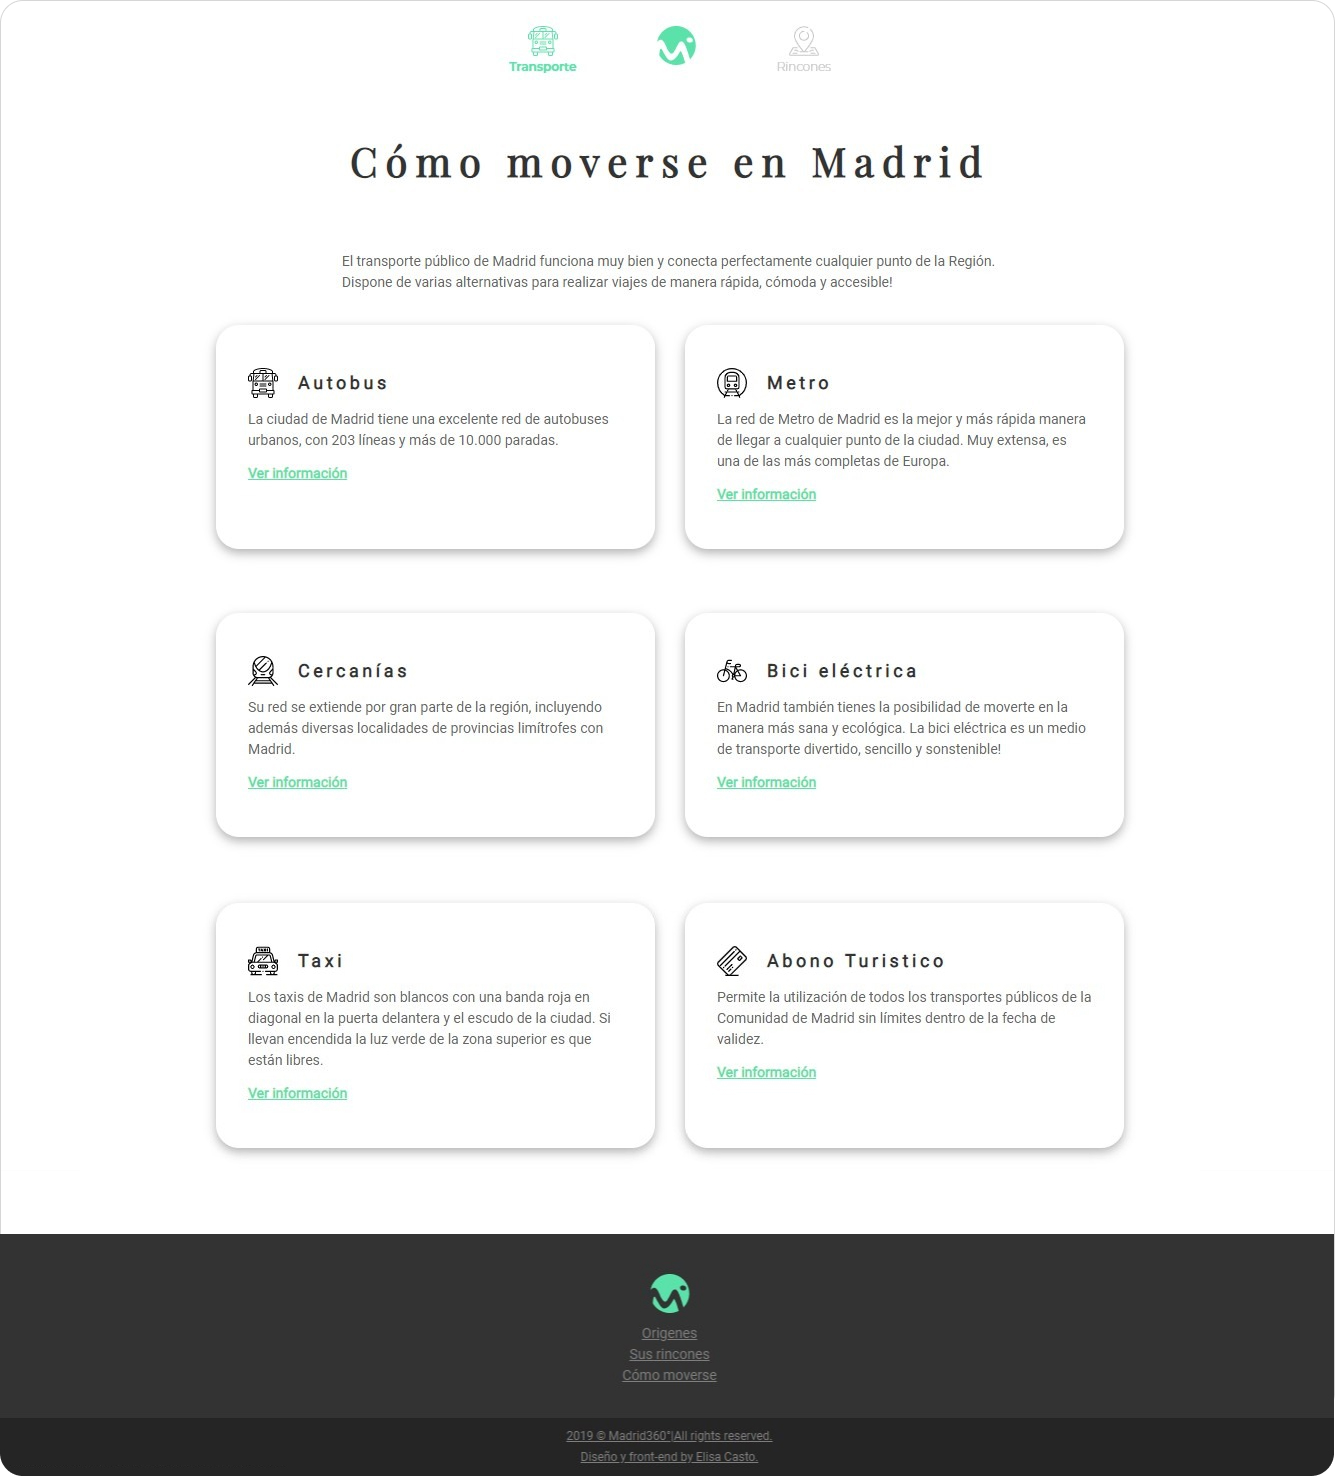 Transporte
Rincones
Cómo moverse en Madrid
El transporte público de Madrid funciona muy bien y conecta perfectamente cualquier punto de la Región.
Dispone de varias alternativas para realizar viajes de manera rápida, cómoda y accesible!
Autobus
La ciudad de Madrid tiene una excelente red de autobuses
urbanos, con 203 líneas y más de 10.000 paradas.
Ver información
Metro
La red de Metro de Madrid es la mejor y más rápida manera
de llegar a cualquier punto de la ciudad. Muy extensa, es
una de las más completas de Europa.
Ver información
Cercanías
Su red se extiende por gran parte de la región, incluyendo
además diversas localidades de provincias limítrofes con
Madrid.
Ver información
Bici eléctrica
En Madrid también tienes la posibilidad de moverte en la
manera más sana y ecológica. La bici eléctrica es un medio
de transporte divertido, sencillo y sonstenible!
Ver información
Taxi
Los taxis de Madrid son blancos con una banda roja en
diagonal en la puerta delantera y el escudo de la ciudad. Si
llevan encendida la luz verde de la zona superior es que
están libres.
Ver información
Abono Turistico
Permite la utilización de todos los transportes públicos de la
Comunidad de Madrid sin límites dentro de la fecha de
validez.
Ver información
Origenes
Sus rincones
Cómo moverse
2019 © Madrid360°|All rights reserved.
Diseño y front-end by Elisa Casto.